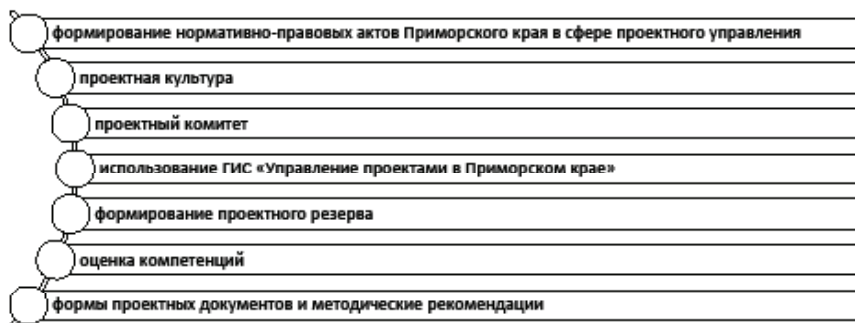 формирование нормативно-правовых актов Приморского края в сфере проектного управления
проектная культура
проектный комитет
использование ГИС «Управление проектами в Приморском крае»
формирование проектного резерва
оценка компетенций
формы проектных документов и методические рекомендации